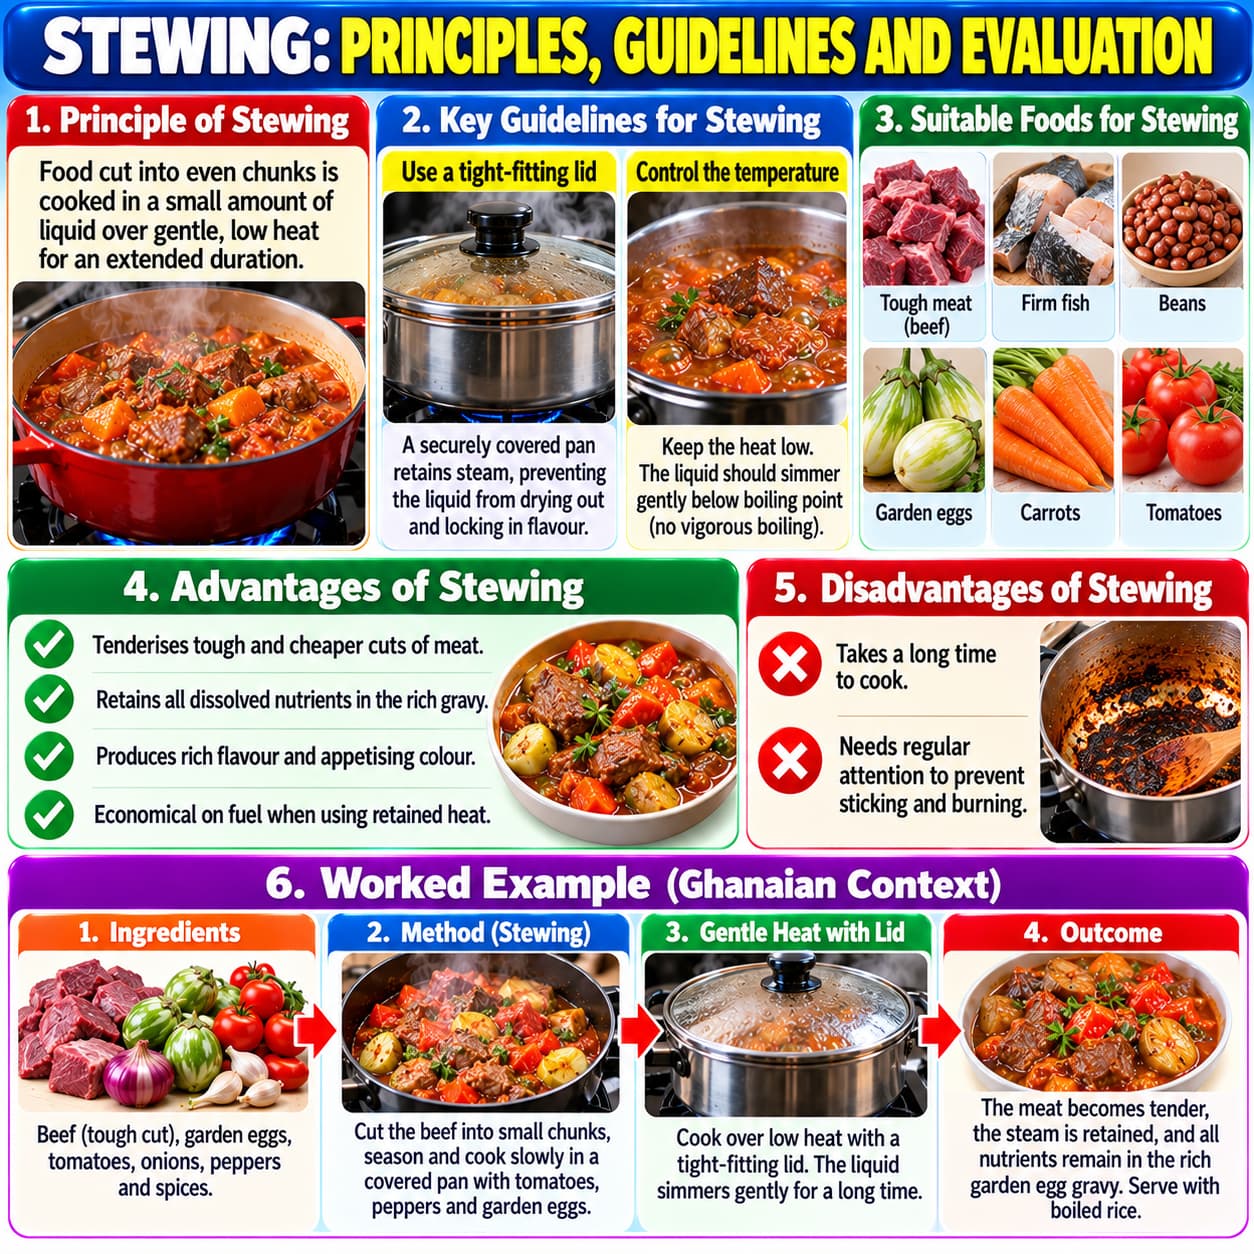 STEWING: PRINCIPLES, GUIDELINES AND EVALUATION
1. Principle of Stewing
Food cut into even chunks is
cooked in a small amount of
liquid over gentle, low heat
for an extended duration.
2. Key Guidelines for Stewing
Use a tight-fitting lid
A securely covered pan
retains steam, preventing
the liquid from drying out
and locking in flavour.
Control the temperature
Keep the heat low.
The liquid should simmer
gently below boiling point
(no vigorous boiling).
3. Suitable Foods for Stewing
Tough meat
(beef)
Firm fish
Beans
Garden eggs
Carrots
Tomatoes
4. Advantages of Stewing
Tenderises tough and cheaper cuts of meat.
Retains all dissolved nutrients in the rich gravy.
Produces rich flavour and appetising colour.
Economical on fuel when using retained heat.
5. Disadvantages of Stewing
Takes a long time
to cook.
Needs regular
attention to prevent
sticking and burning.
6. Worked Example (Ghanaian Context)
1. Ingredients
Beef (tough cut), garden eggs,
tomatoes, onions, peppers
and spices.
2. Method (Stewing)
Cut the beef into small chunks,
season and cook slowly in a
covered pan with tomatoes,
peppers and garden eggs.
3. Gentle Heat with Lid
Cook over low heat with a
tight-fitting lid. The liquid
simmers gently for a long time.
4. Outcome
The meat becomes tender,
the steam is retained, and all
nutrients remain in the rich
garden egg gravy. Serve with
boiled rice.